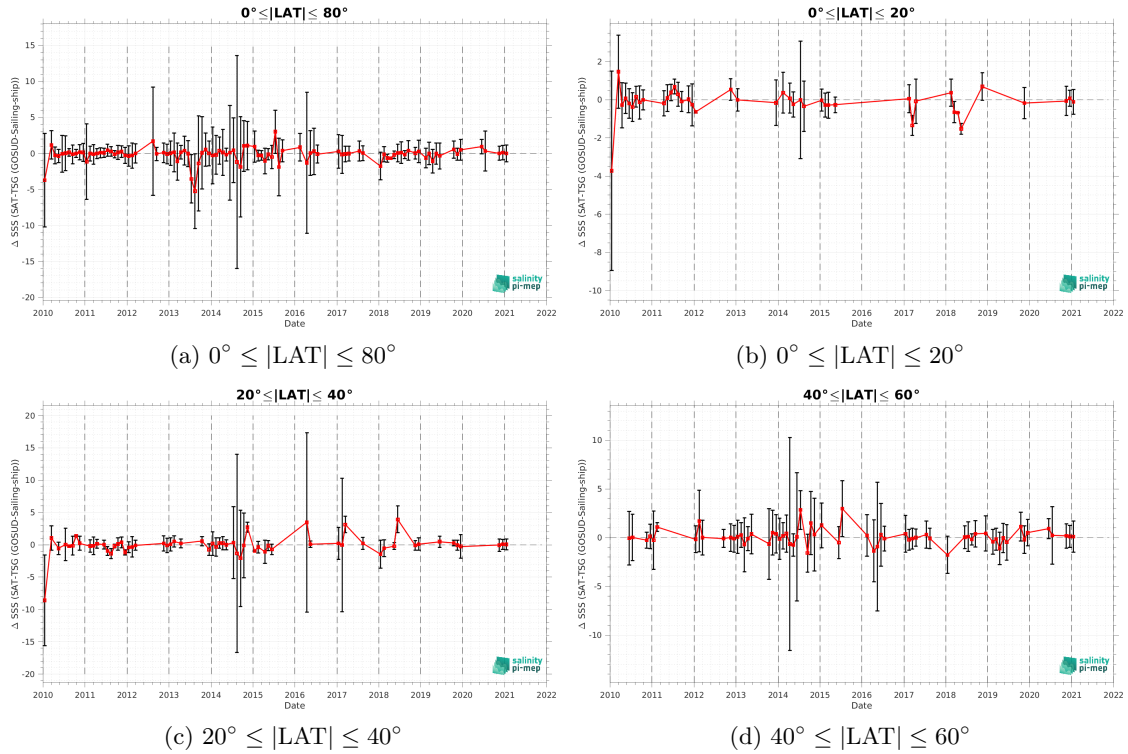 0°≤|LAT|≤ 80°
Δ SSS (SAT-TSG (GOSUD-Sailing-ship))
15
10
5
0
-5
-10
-15
-20
2010 2011 2012 2013 2014 2015 2016 2017 2018 2019 2020 2021 2022
Date
salinity
pi-mep
(a) 0° ≤ |LAT| ≤ 80°
0°≤|LAT|≤ 20°
Δ SSS (SAT-TSG (GOSUD-Sailing-ship))
2
0
-2
-4
-6
-8
-10
2010 2011 2012 2013 2014 2015 2016 2017 2018 2019 2020 2021 2022
Date
salinity
pi-mep
(b) 0° ≤ |LAT| ≤ 20°
20°≤|LAT|≤ 40°
Δ SSS (SAT-TSG (GOSUD-Sailing-ship))
20
15
10
5
0
-5
-10
-15
-20
2010 2011 2012 2013 2014 2015 2016 2017 2018 2019 2020 2021 2022
Date
salinity
pi-mep
(c) 20° ≤ |LAT| ≤ 40°
40°≤|LAT|≤ 60°
Δ SSS (SAT-TSG (GOSUD-Sailing-ship))
10
5
0
-5
-10
2010 2011 2012 2013 2014 2015 2016 2017 2018 2019 2020 2021 2022
Date
salinity
pi-mep
(d) 40° ≤ |LAT| ≤ 60°